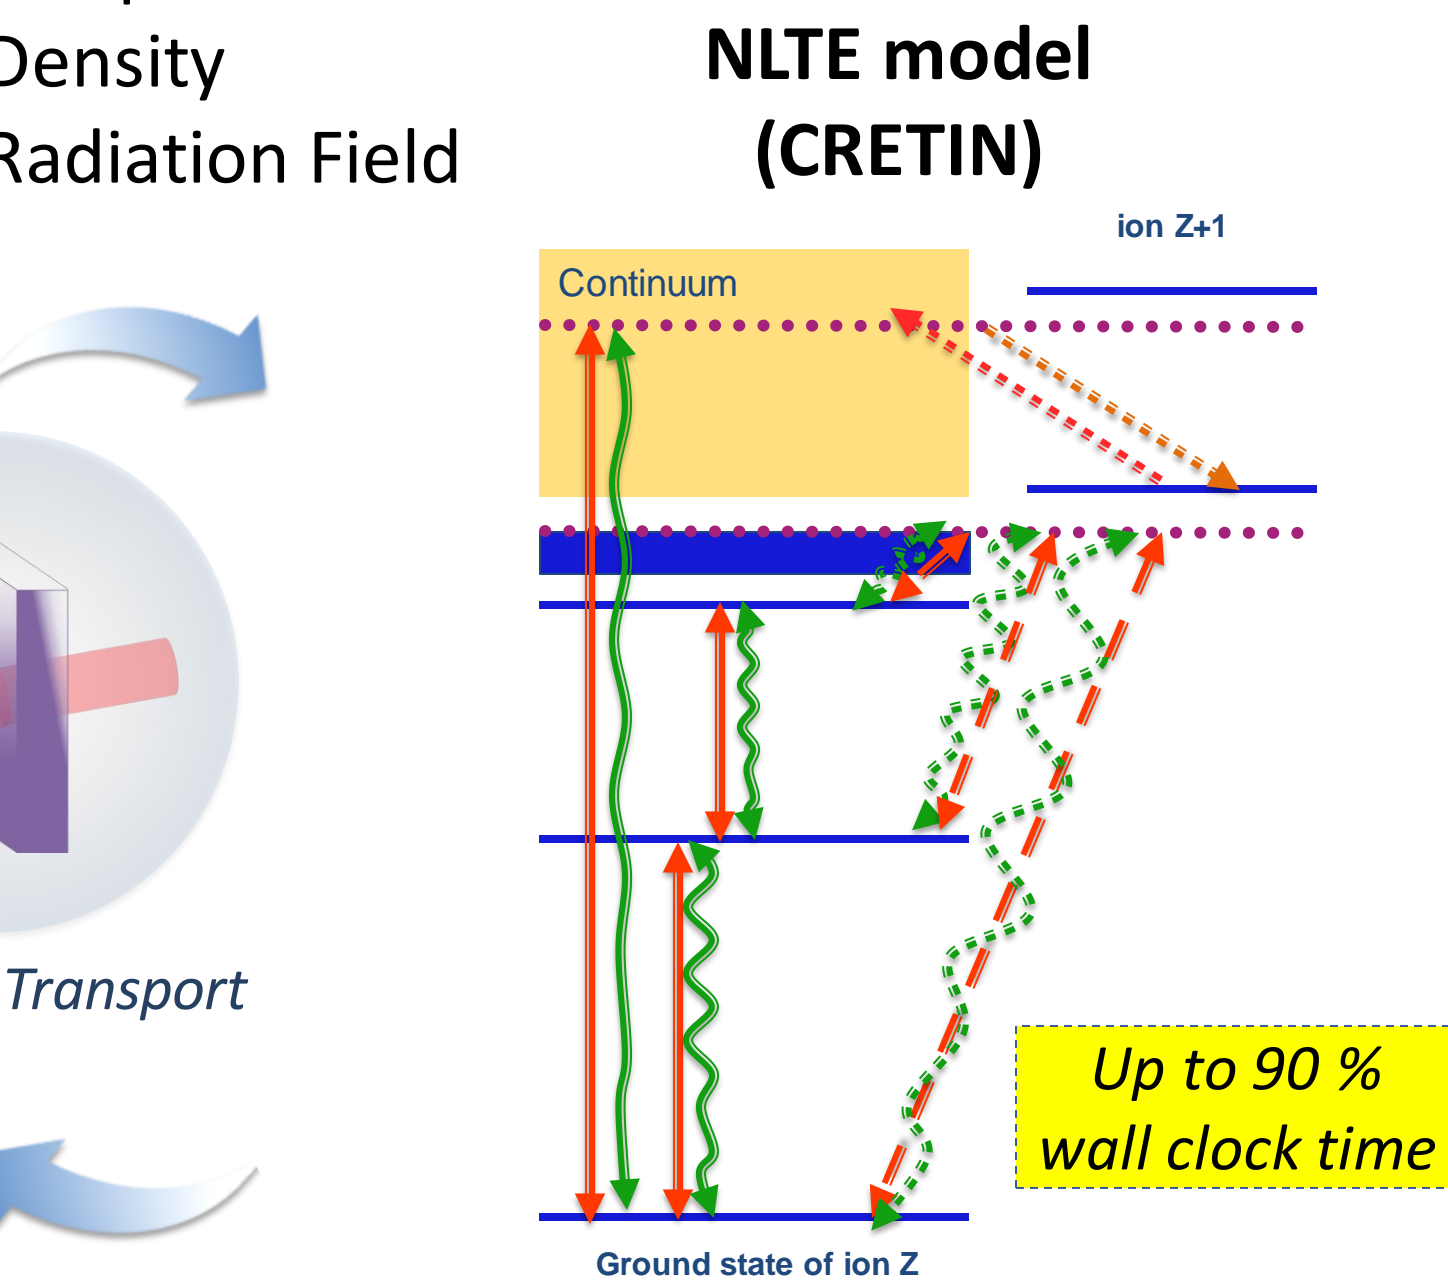 Density
Radiation Field
NLTE model
(CRETIN)
ion Z+1
Continuum
Transport
Up to 90 %
wall clock time
Ground state of ion Z